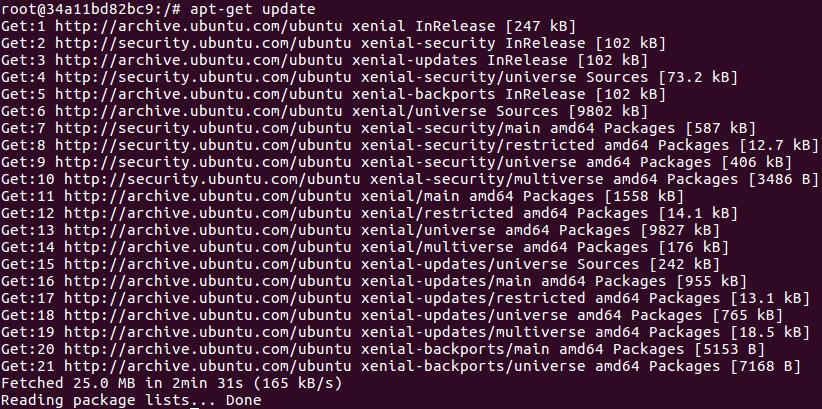 root@34a11bd82bc9:/# apt-get update
Get:1 http://archive.ubuntu.com/ubuntu xenial InRelease [247 kB]
Get:2 http://security.ubuntu.com/ubuntu xenial-security InRelease [102 kB]
Get:3 http://archive.ubuntu.com/ubuntu xenial-updates InRelease [102 kB]
Get:4 http://security.ubuntu.com/ubuntu xenial-security/universe Sources [73.2 kB]
Get:5 http://archive.ubuntu.com/ubuntu xenial-backports InRelease [102 kB]
Get:6 http://archive.ubuntu.com/ubuntu xenial/universe Sources [9802 kB]
Get:7 http://security.ubuntu.com/ubuntu xenial-security/main amd64 Packages [587 kB]
Get:8 http://security.ubuntu.com/ubuntu xenial-security/restricted amd64 Packages [12.7 kB]
Get:9 http://security.ubuntu.com/ubuntu xenial-security/universe amd64 Packages [406 kB]
Get:10 http://security.ubuntu.com/ubuntu xenial-security/multiverse amd64 Packages [3486 B]
Get:11 http://archive.ubuntu.com/ubuntu xenial/main amd64 Packages [1558 kB]
Get:12 http://archive.ubuntu.com/ubuntu xenial/restricted amd64 Packages [14.1 kB]
Get:13 http://archive.ubuntu.com/ubuntu xenial/universe amd64 Packages [9827 kB]
Get:14 http://archive.ubuntu.com/ubuntu xenial/multiverse amd64 Packages [176 kB]
Get:15 http://archive.ubuntu.com/ubuntu xenial-updates/universe Sources [242 kB]
Get:16 http://archive.ubuntu.com/ubuntu xenial-updates/main amd64 Packages [955 kB]
Get:17 http://archive.ubuntu.com/ubuntu xenial-updates/restricted amd64 Packages [13.1 kB]
Get:18 http://archive.ubuntu.com/ubuntu xenial-updates/universe amd64 Packages [765 kB]
Get:19 http://archive.ubuntu.com/ubuntu xenial-updates/multiverse amd64 Packages [18.5 kB]
Get:20 http://archive.ubuntu.com/ubuntu xenial-backports/main amd64 Packages [5153 B]
Get:21 http://archive.ubuntu.com/ubuntu xenial-backports/universe amd64 Packages [7168 B]
Fetched 25.0 MB in 2min 31s (165 kB/s)
Reading package lists... Done